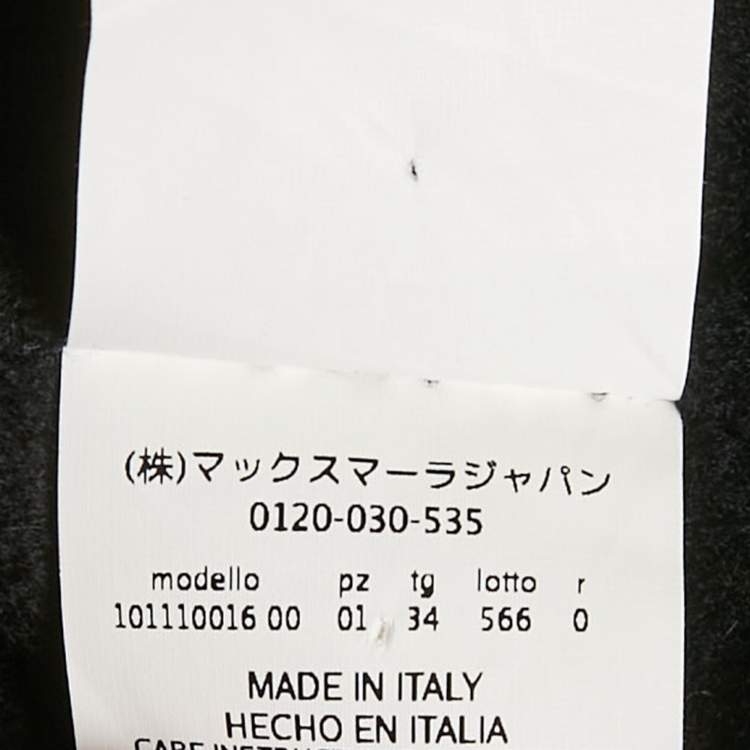 (株)マックスマーラジャパン
0120-030-535
modello pz tg lotto r
101110016 00 01 34 566 0
MADE IN ITALY
HECHO EN ITALIA
CARE